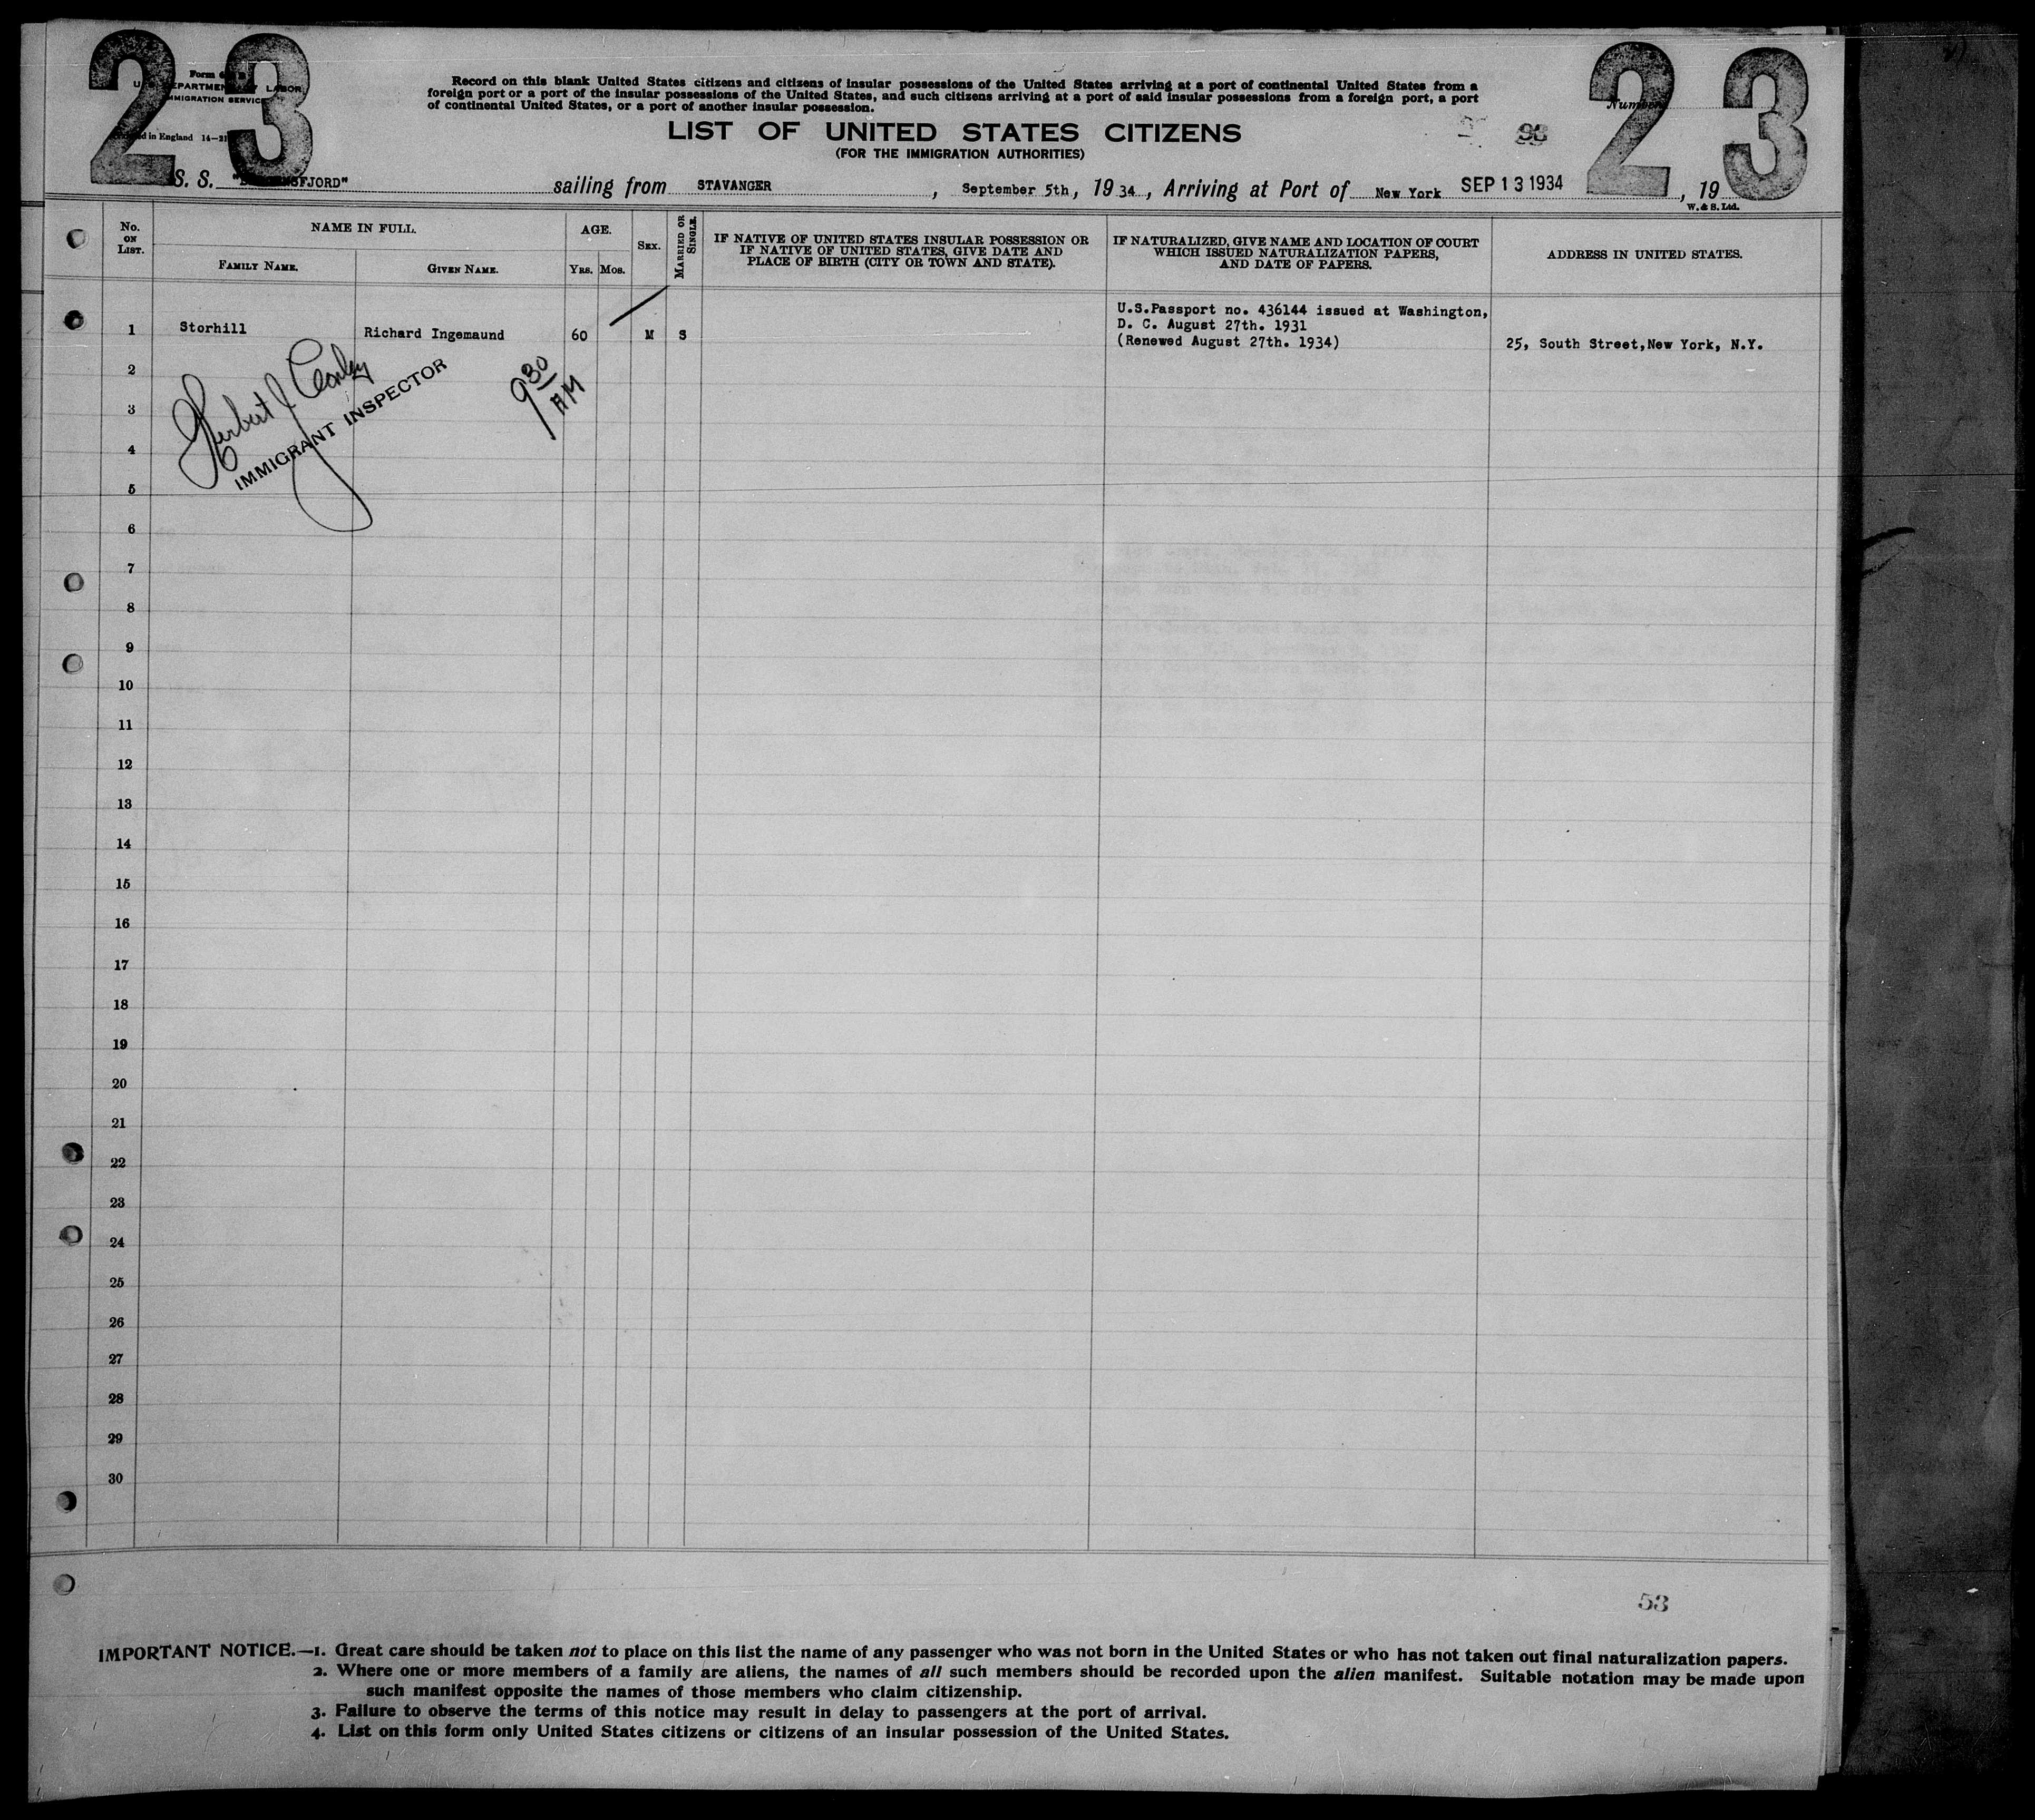 23
23
Form
U. S. DEPARTMENT OF LABOR
IMMIGRATION SERVICE
in England 14—
Number
Record on this blank United States citizens and citizens of insular possessions of the United States arriving at a port of continental United States from a
foreign port or a port of the insular possessions of the United States, and such citizens arriving at a port of said insular possessions from a foreign port, a port
of continental United States, or a port of another insular possession.
LIST OF UNITED STATES CITIZENS
(FOR THE IMMIGRATION AUTHORITIES)
S. S. sailing from STAVANGER, September 5th, 1934, Arriving at Port of New York SEP 13 1934, 19
W. & S. Ltd.
No. ON LIST.
NAME IN FULL.
FAMILY NAME.
GIVEN NAME.
AGE.
YRS.
MOS.
SEX.
MARRIED OR SINGLE.
IF NATIVE OF UNITED STATES INSULAR POSSESSION OR
IF NATIVE OF UNITED STATES, GIVE DATE AND
PLACE OF BIRTH (CITY OR TOWN AND STATE).
IF NATURALIZED, GIVE NAME AND LOCATION OF COURT
WHICH ISSUED NATURALIZATION PAPERS,
AND DATE OF PAPERS.
ADDRESS IN UNITED STATES.
1 Storhill Richard Ingemaund 60 M S
U.S.Passport no. 436144 issued at Washington,
D. C. August 27th. 1931
(Renewed August 27th. 1934)
25, South Street,New York, N.Y.
Herbert J
IMMIGRANT INSPECTOR
9 30 AM
2
3
4
5
6
7
8
9
10
11
12
13
14
15
16
17
18
19
20
21
22
23
24
25
26
27
28
29
30
53
IMPORTANT NOTICE.—1. Great care should be taken not to place on this list the name of any passenger who was not born in the United States or who has not taken out final naturalization papers.
2. Where one or more members of a family are aliens, the names of all such members should be recorded upon the alien manifest. Suitable notation may be made upon
such manifest opposite the names of those members who claim citizenship.
3. Failure to observe the terms of this notice may result in delay to passengers at the port of arrival.
4. List on this form only United States citizens or citizens of an insular possession of the United States.